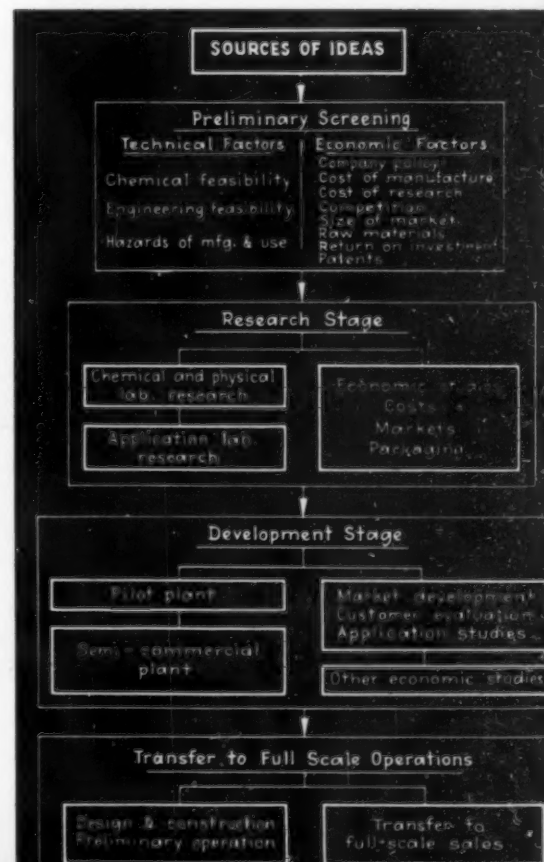 SOURCES OF IDEAS
Preliminary Screening
Technical Factors
Chemical feasibility
Engineering feasibility
Hazards of mfg. & use
Economic Factors
Company policy
Cost of manufacture
Cost of research
Competition
Size of market
Raw materials
Return on investment
Patents
Research Stage
Chemical and physical
lab. research
Application lab.
research
Economic
Costs
Markets
Packaging
Development Stage
Pilot plant
Semi-commercial
plant
Market development
Customer evaluation
Application studies
Other economic studies
Transfer to Full Scale Operations
Design & construction
Preliminary operation
Transfer to
full-scale sales